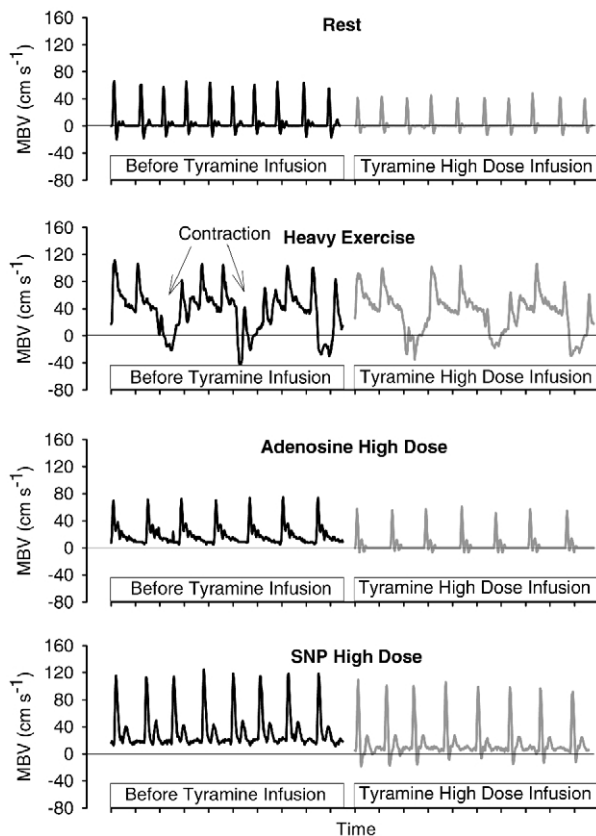 Rest
MBV (cm s⁻¹)
160
120
80
40
0
-40
-80
Before Tyramine Infusion
Tyramine High Dose Infusion
Heavy Exercise
Contraction
MBV (cm s⁻¹)
160
120
80
40
0
-40
-80
Before Tyramine Infusion
Tyramine High Dose Infusion
Adenosine High Dose
MBV (cm s⁻¹)
160
120
80
40
0
-40
-80
Before Tyramine Infusion
Tyramine High Dose Infusion
SNP High Dose
MBV (cm s⁻¹)
160
120
80
40
0
-40
-80
Before Tyramine Infusion
Tyramine High Dose Infusion
Time